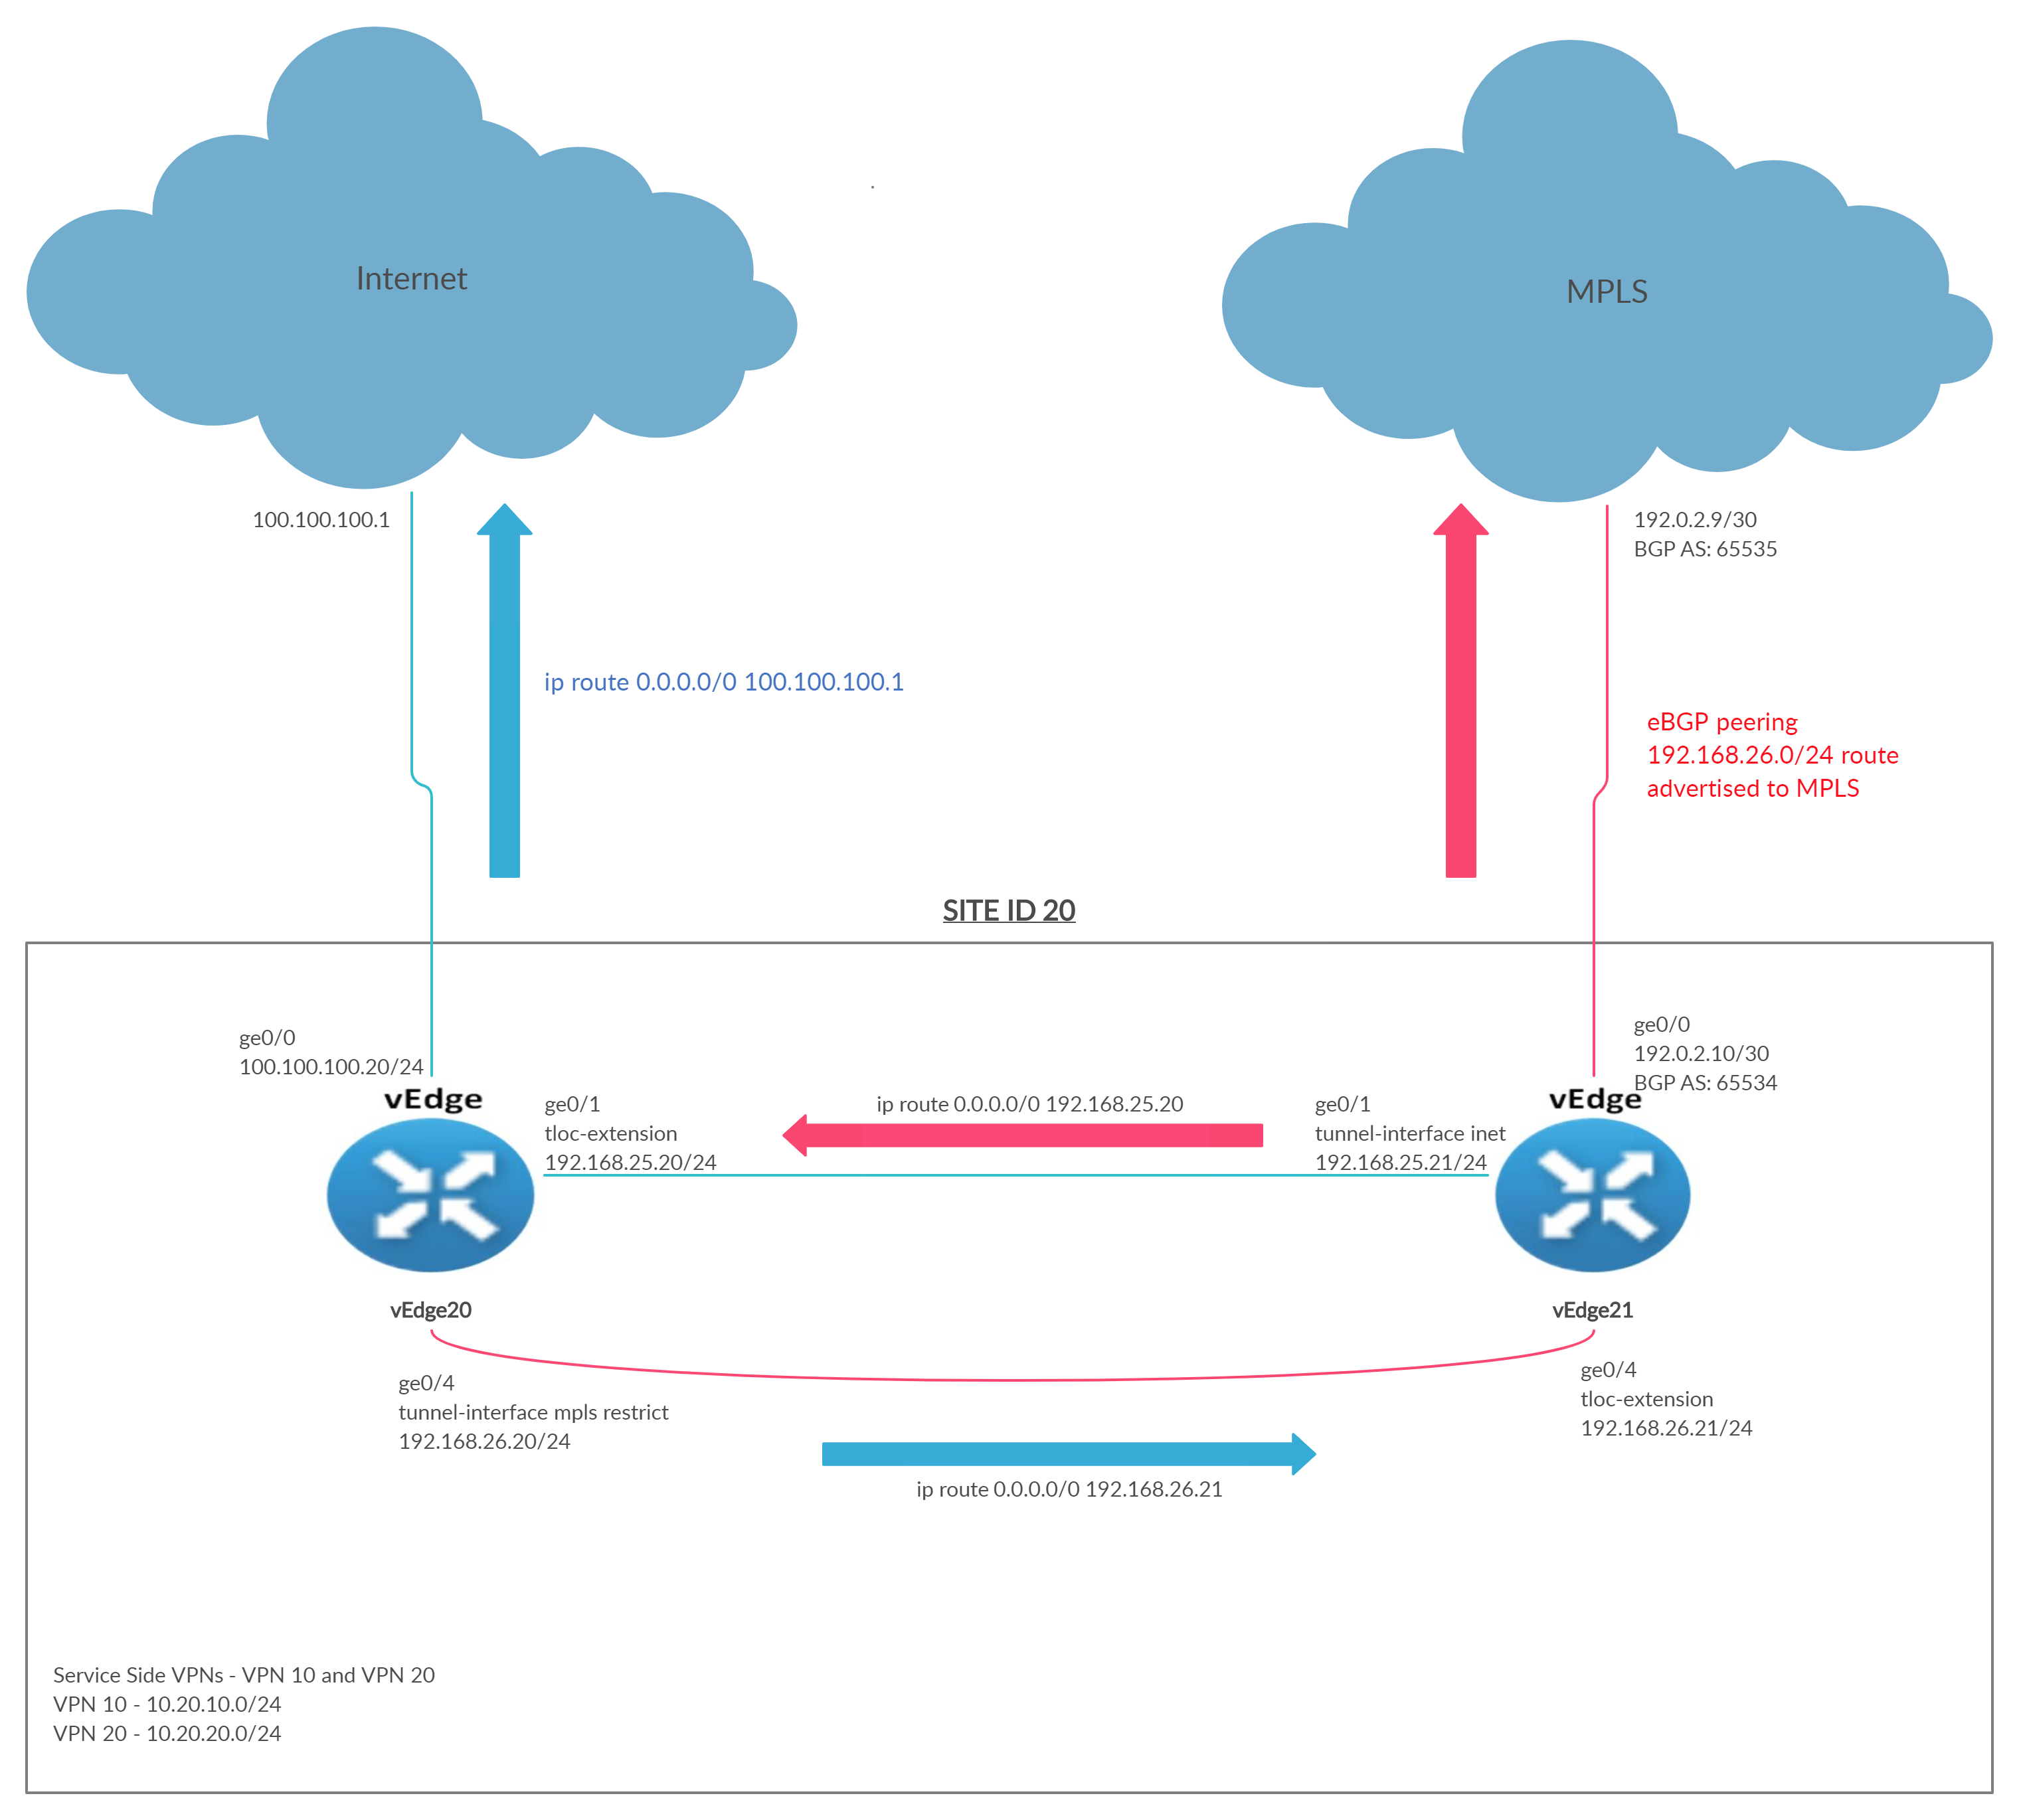 Internet
MPLS
100.100.100.1
192.0.2.9/30
BGP AS: 65535
ip route 0.0.0.0/0 100.100.100.1
eBGP peering
192.168.26.0/24 route
advertised to MPLS
SITE ID 20
ge0/0
100.100.100.20/24
vEdge
ge0/1
tloc-extension
192.168.25.20/24
ip route 0.0.0.0/0 192.168.25.20
ge0/1
tunnel-interface inet
192.168.25.21/24
ge0/0
192.0.2.10/30
BGP AS: 65534
vEdge
vEdge20
vEdge21
ge0/4
tunnel-interface mpls restrict
192.168.26.20/24
ge0/4
tloc-extension
192.168.26.21/24
ip route 0.0.0.0/0 192.168.26.21
Service Side VPNs - VPN 10 and VPN 20
VPN 10 - 10.20.10.0/24
VPN 20 - 10.20.20.0/24